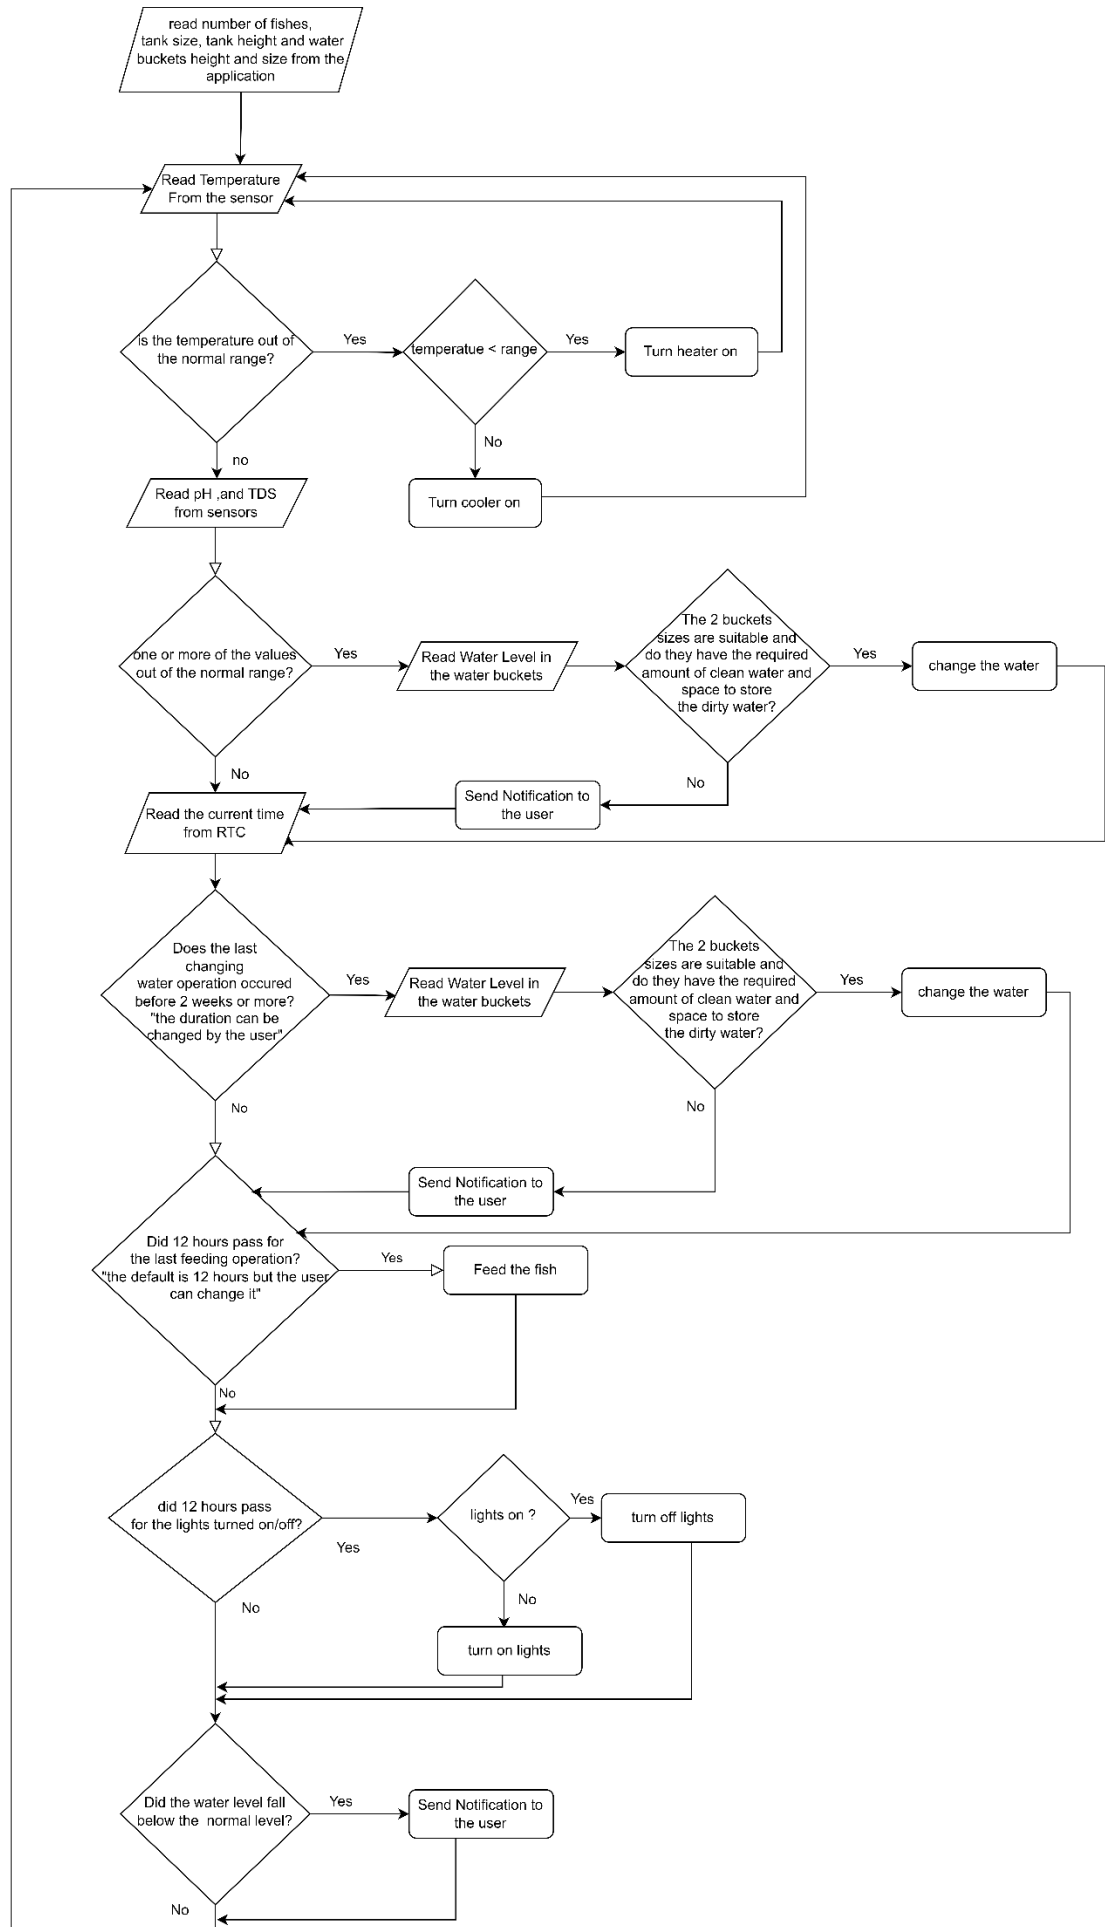 read number of fishes,
tank size, tank height and water
buckets height and size from the
application
Read Temperature
From the sensor
is the temperature out of
the normal range?
Yes
temperatue < range
Yes
Turn heater on
No
no
Turn cooler on
Read pH ,and TDS
from sensors
one or more of the values
out of the normal range?
Yes
Read Water Level in
the water buckets
The 2 buckets
sizes are suitable and
do they have the required
amount of clean water and
space to store
the dirty water?
Yes
change the water
No
No
Send Notification to
the user
Read the current time
from RTC
Does the last
changing
water operation occured
before 2 weeks or more?
"the duration can be
changed by the user"
Yes
Read Water Level in
the water buckets
The 2 buckets
sizes are suitable and
do they have the required
amount of clean water and
space to store
the dirty water?
Yes
change the water
No
No
Send Notification to
the user
Did 12 hours pass for
the last feeding operation?
"the default is 12 hours but the user
can change it"
Yes
Feed the fish
No
did 12 hours pass
for the lights turned on/off?
Yes
lights on ?
Yes
turn off lights
No
No
turn on lights
Did the water level fall
below the normal level?
Yes
Send Notification to
the user
No